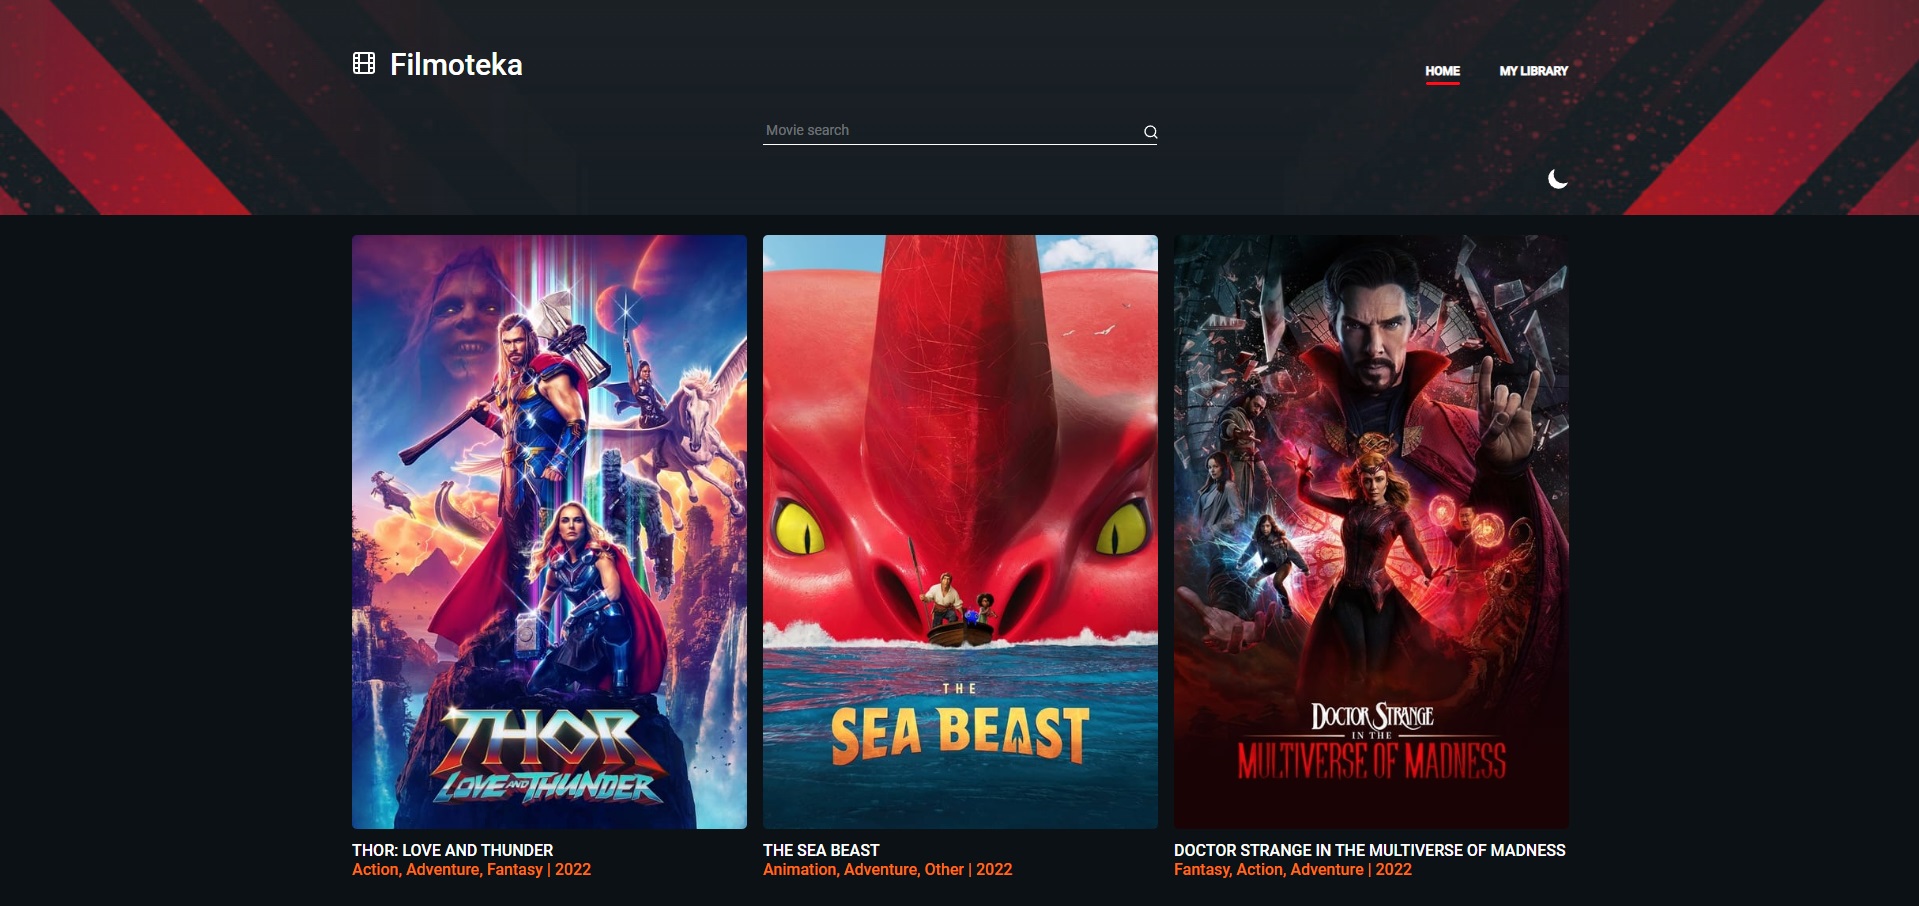 Filmoteka
HOME
MY LIBRARY
Movie search
THOR
LOVE AND THUNDER
THE
SEA BEAST
DOCTOR STRANGE
IN THE
MULTIVERSE OF MADNESS
THOR: LOVE AND THUNDER
Action, Adventure, Fantasy | 2022
THE SEA BEAST
Animation, Adventure, Other | 2022
DOCTOR STRANGE IN THE MULTIVERSE OF MADNESS
Fantasy, Action, Adventure | 2022